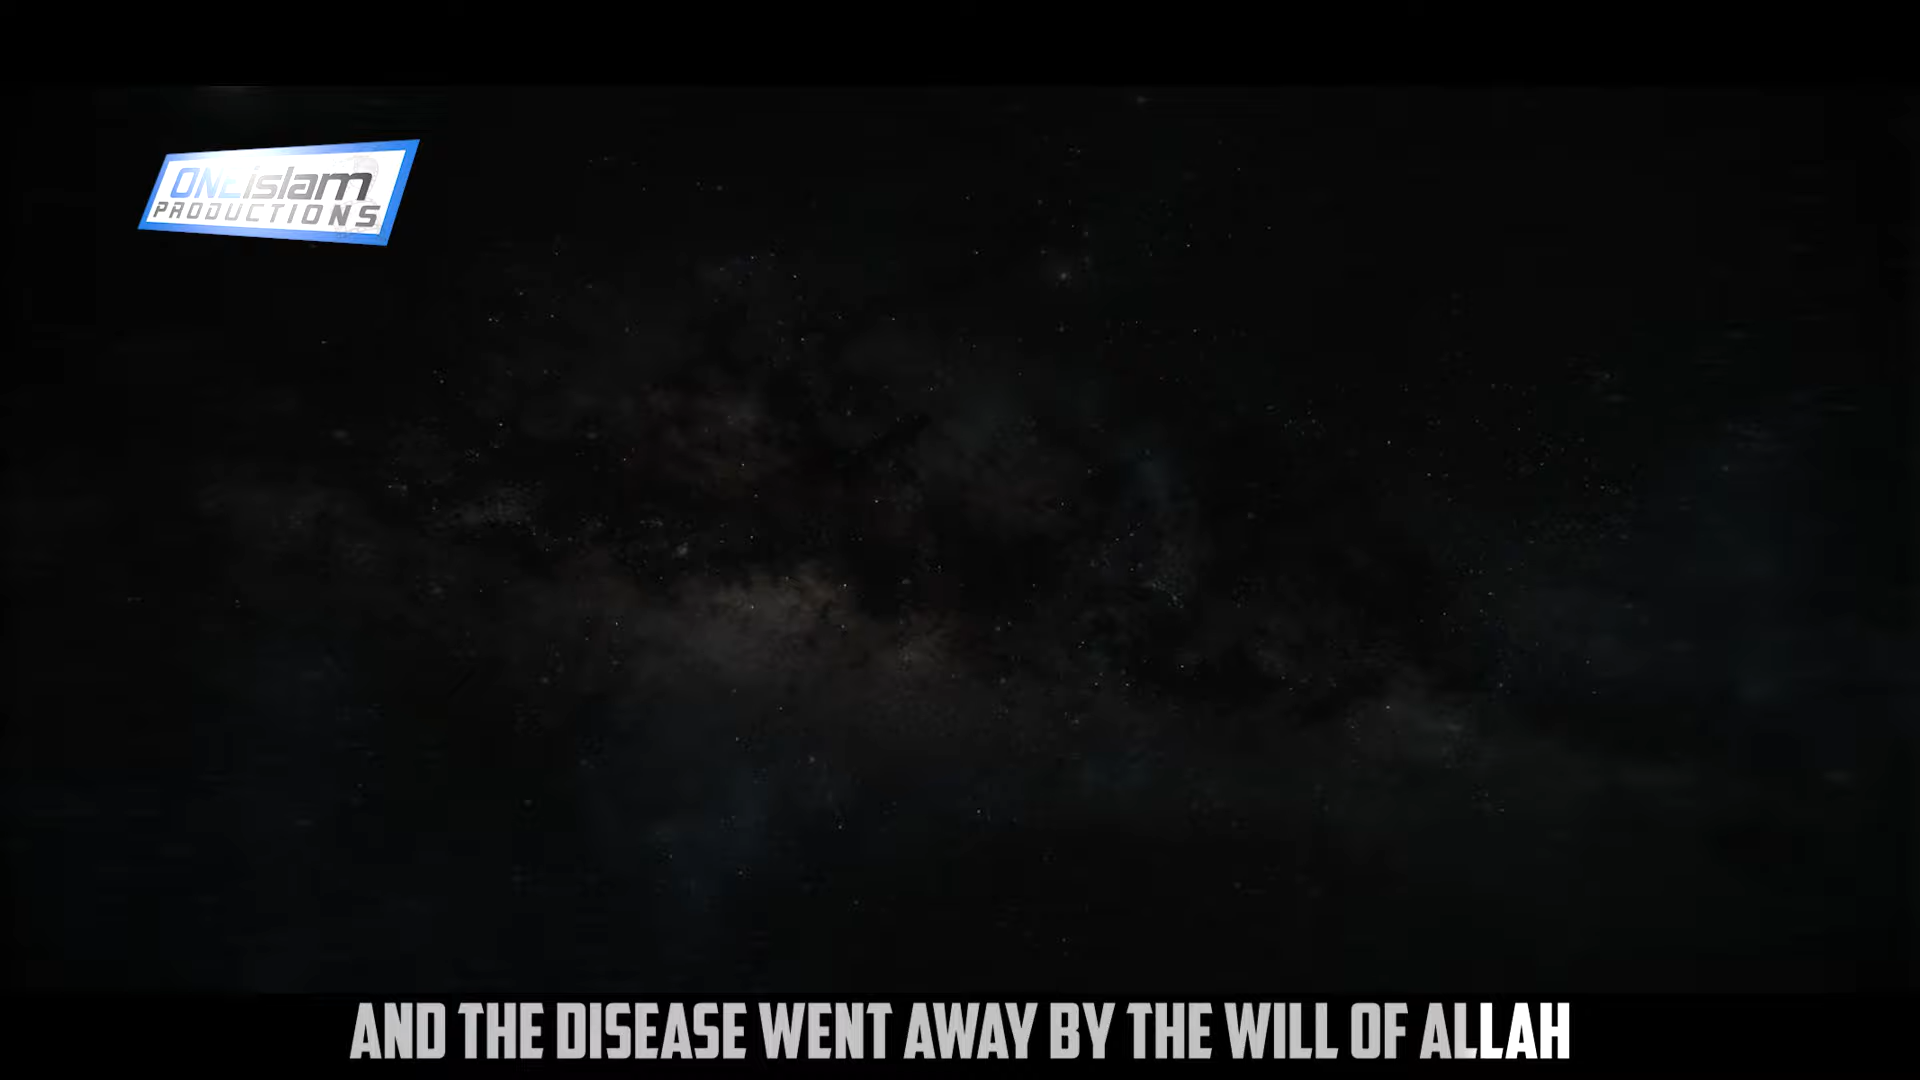 ONEislam
PRODUCTIONS
AND THE DISEASE WENT AWAY BY THE WILL OF ALLAH